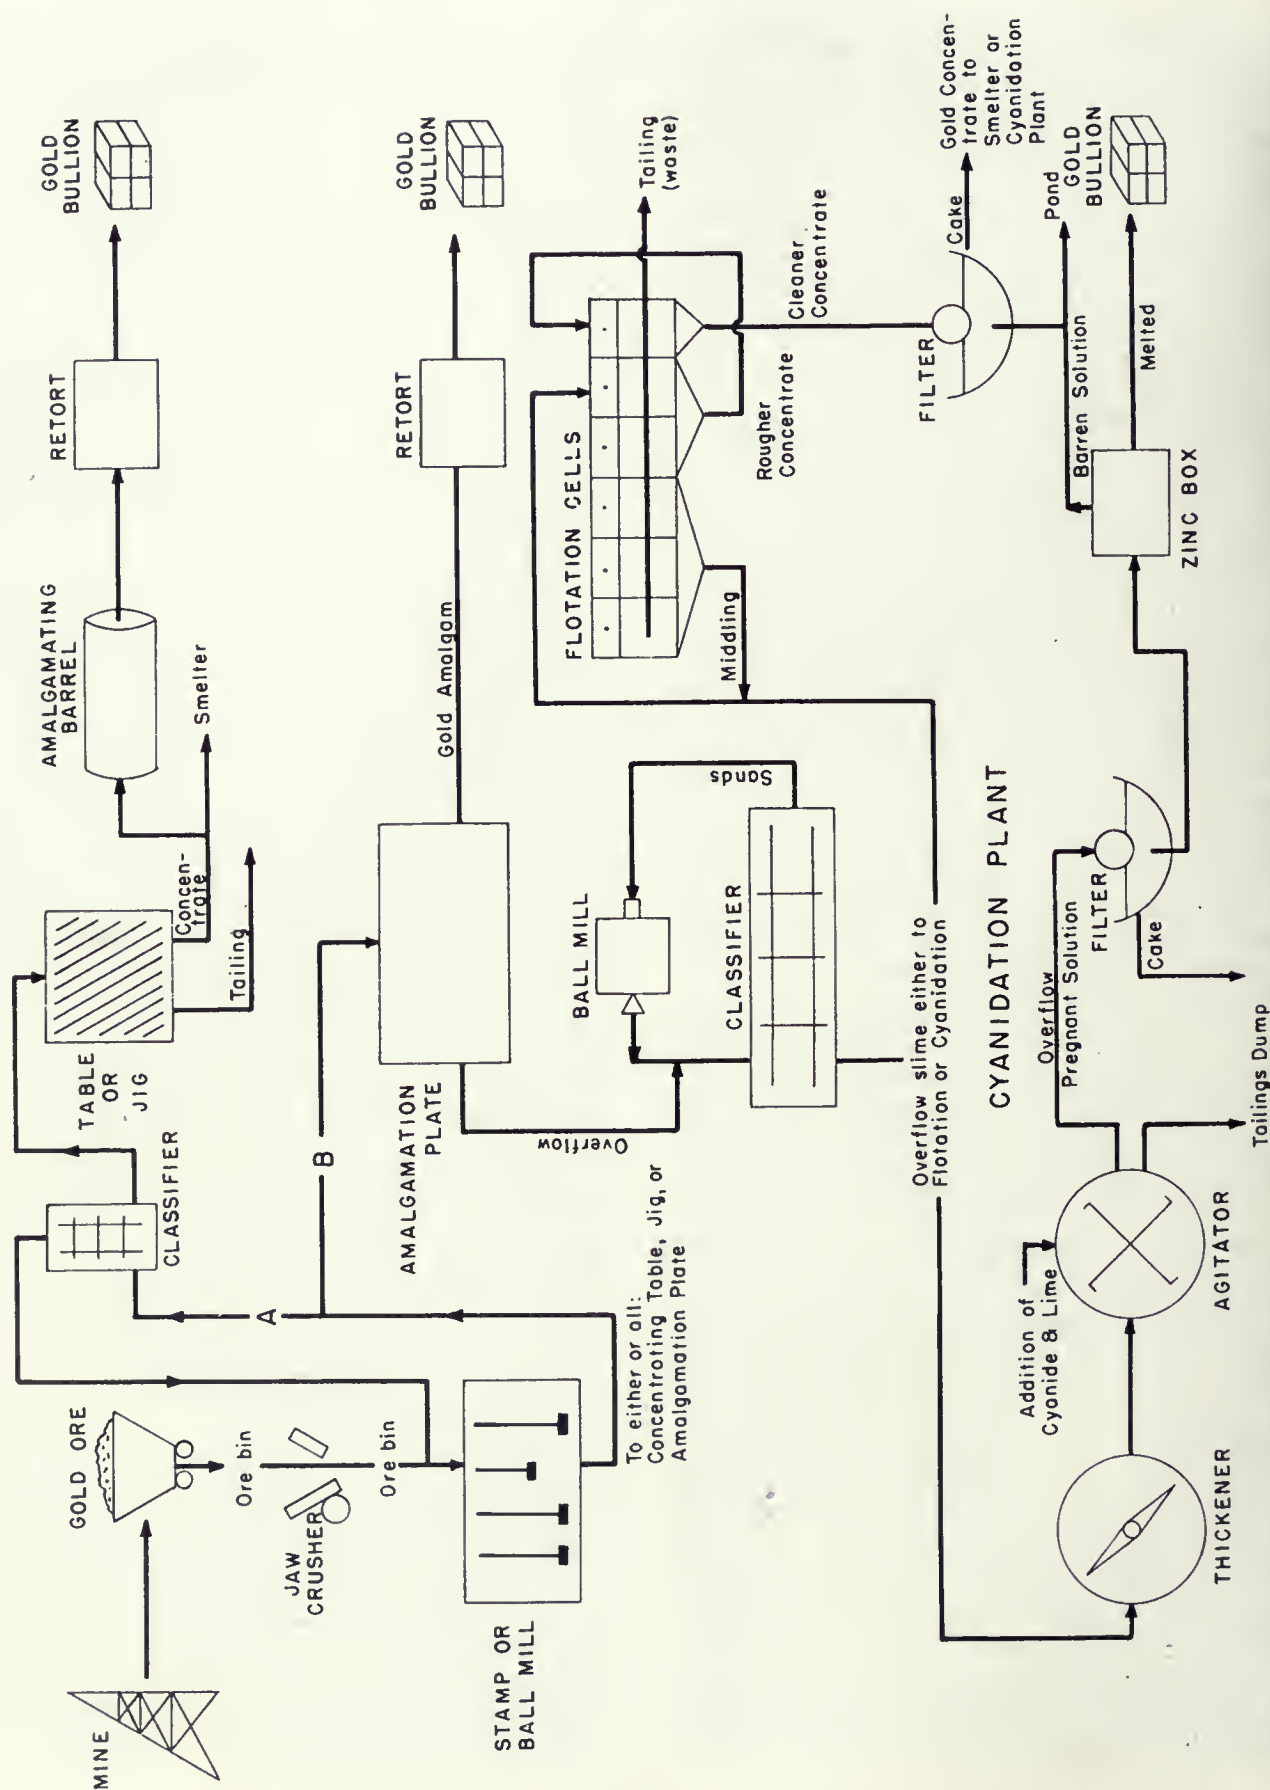 MINE
GOLD ORE
Ore bin
JAW
CRUSHER
Ore bin
STAMP OR
BALL MILL
To either or all:
Concentrating Table, Jig, or
Amalgamation Plate
A
B
CLASSIFIER
TABLE
OR
JIG
Concen-
trate
Tailing
Smelter
AMALGAMATING
BARREL
RETORT
GOLD
BULLION
AMALGAMATION
PLATE
Overflow
Gold Amalgam
RETORT
GOLD
BULLION
BALL MILL
Sands
CLASSIFIER
Overflow slime either to
Flotation or Cyanidation
FLOTATION CELLS
Middling
Rougher
Concentrate
Cleaner
Concentrate
Tailing
(waste)
FILTER
Cake
Gold Concen-
trate to
Smelter or
Cyanidation
Plant
CYANIDATION PLANT
THICKENER
Addition of
Cyanide & Lime
AGITATOR
Overflow
Pregnant Solution
Tailings Dump
FILTER
Cake
ZINC BOX
Barren Solution
Pond
Melted
GOLD
BULLION